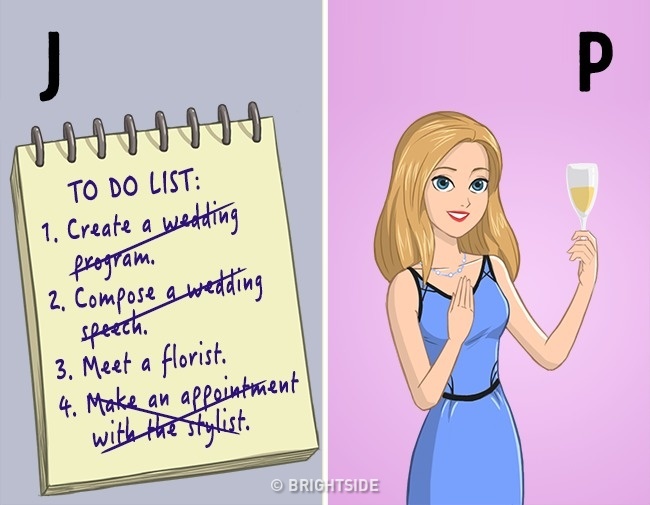 J
P
TO DO LIST:
1. Create a wedding
program.
2. Compose a wedding
speech.
3. Meet a florist.
4. Make an appointment
with the stylist.
© BRIGHTSIDE